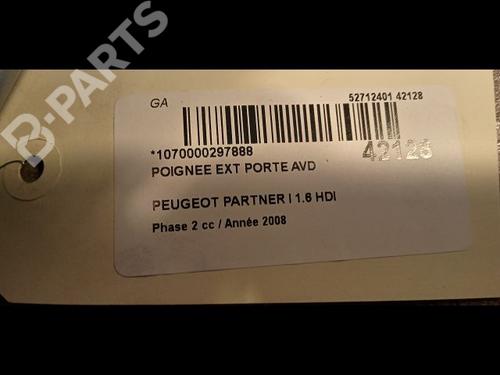 B-PARTS
GA 52712401 42128
*1070000297888 42128
POIGNEE EXT PORTE AVD
PEUGEOT PARTNER I 1.6 HDI
Phase 2 cc / Année 2008